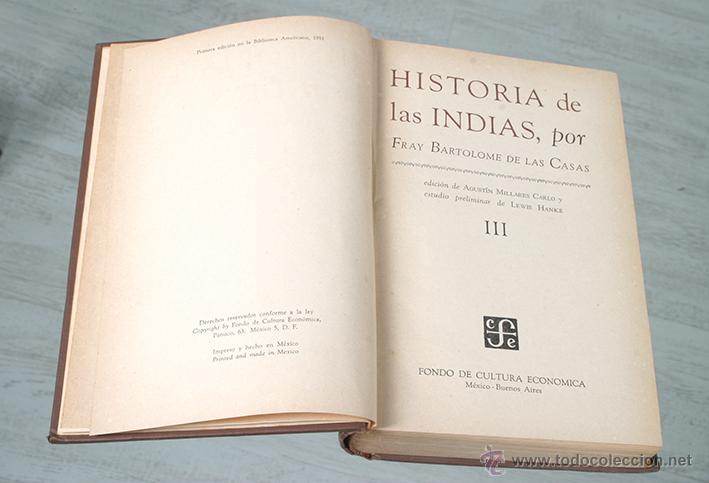 Primera edición en la Biblioteca Americana, 1951
Derechos reservados conforme a la ley
Copyright by Fondo de Cultura Económica,
Pánuco, 63. México 5, D. F.
Impreso y hecho en México
Printed and made in Mexico
HISTORIA de
las INDIAS, por
FRAY BARTOLOME DE LAS CASAS
edición de AGUSTÍN MILLARES CARLO y
estudio preliminar de LEWIS HANKE
III
c f e
FONDO DE CULTURA ECONOMICA
México - Buenos Aires
www.todocoleccion.net